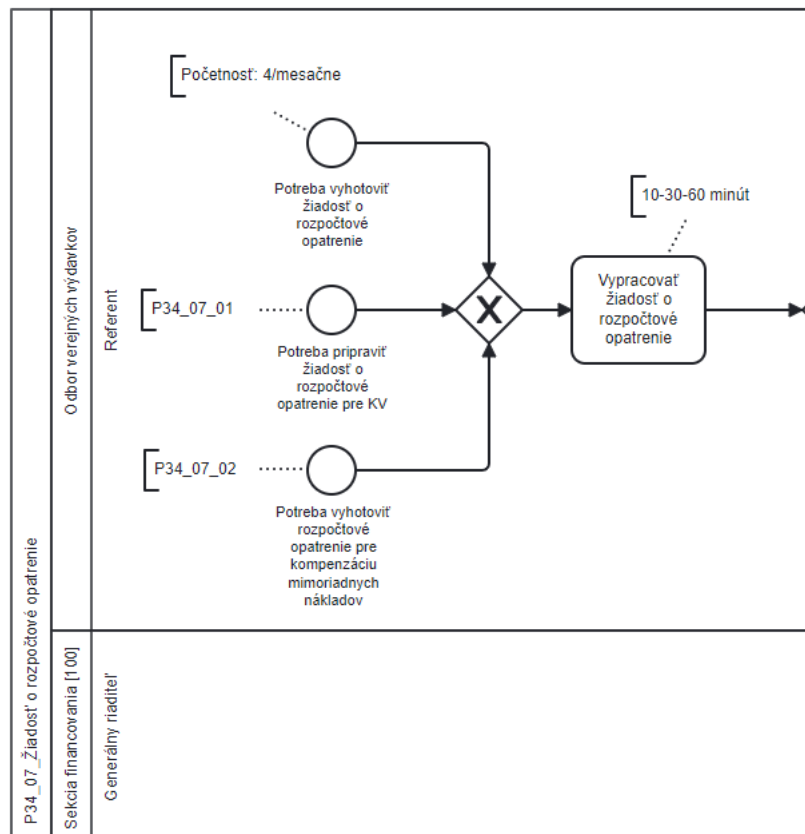 Početnosť: 4/mesačne
Potreba vyhotoviť
žiadosť o
rozpočtové
opatrenie
10-30-60 minút
P34_07_01
Vypracovať
žiadosť o
rozpočtové
opatrenie
Potreba pripraviť
žiadosť o
rozpočtové
opatrenie pre KV
P34_07_02
Potreba vyhotoviť
rozpočtové
opatrenie pre
kompenzáciu
mimoriadnych
nákladov
Referent
Odbor verejných výdavkov
P34_07_Žiadosť o rozpočtové opatrenie
Sekcia financovania [100]
Generálny riaditeľ